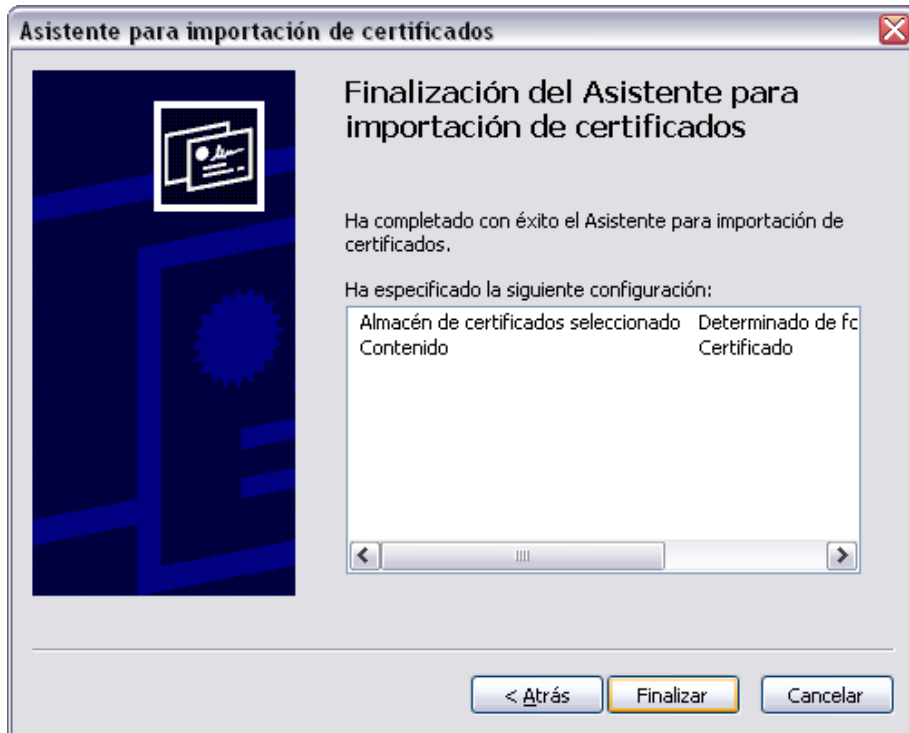 Asistente para importación de certificados
Finalización del Asistente para
importación de certificados
Ha completado con éxito el Asistente para importación de
certificados.
Ha especificado la siguiente configuración:
Almacén de certificados seleccionado Determinado de fo
Contenido Certificado
< Atrás Finalizar Cancelar